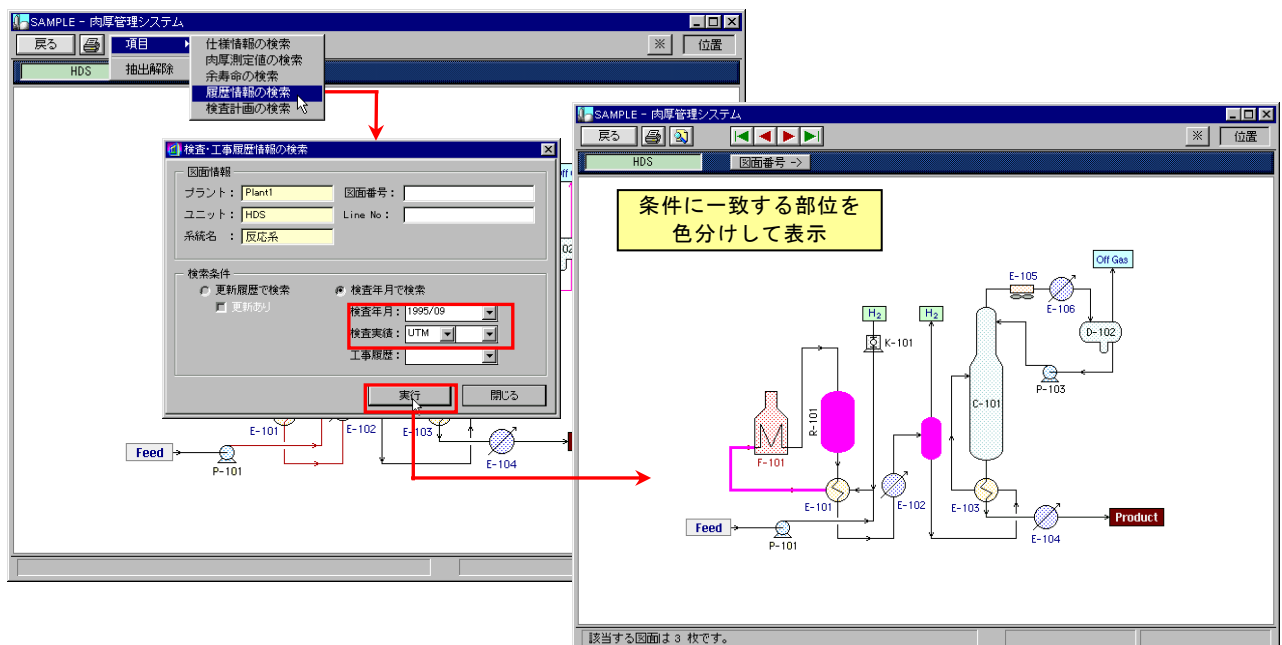 SAMPLE - 肉厚管理システム
戻る 項目 ※ 位置
HDS 抽出解除
仕様情報の検索
肉厚測定値の検索
余寿命の検索
履歴情報の検索
検査計画の検索
検査・工事履歴情報の検索
図面情報
プラント： Plant1 図面番号：
ユニット： HDS Line No：
系統名 ： 反応系
検索条件
更新履歴で検索 検査年月で検索
更新あり 検査年月： 1995/09
検査実績： UTM
工事履歴：
実行 閉じる
E-101 E-102 E-103
Feed
P-101 E-104
SAMPLE - 肉厚管理システム
戻る ※ 位置
HDS 図面番号 ->
条件に一致する部位を
色分けして表示
Off Gas
E-105
E-106
H2 H2
D-102
K-101
P-103
C-101
R-101
F-101
E-101 E-102 E-103
Feed Product
P-101 E-104
該当する図面は 3 枚です。